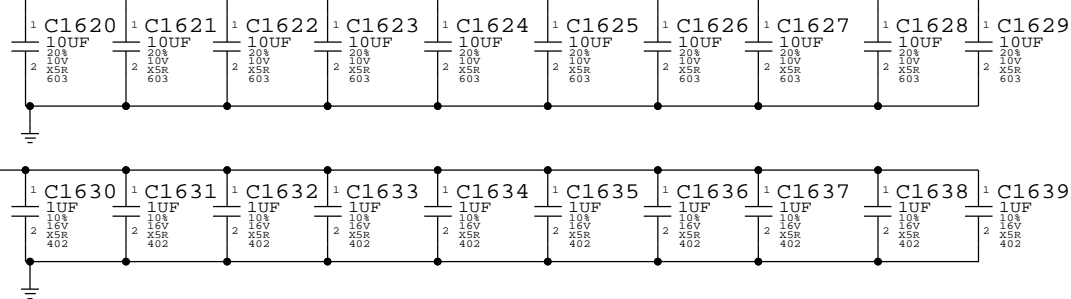 1 C1620 1 C1621 1 C1622 1 C1623 1 C1624 1 C1625 1 C1626 1 C1627 1 C1628 1 C1629
10UF 10UF 10UF 10UF 10UF 10UF 10UF 10UF 10UF 10UF
20% 20% 20% 20% 20% 20% 20% 20% 20% 20%
2 10V 2 10V 2 10V 2 10V 2 10V 2 10V 2 10V 2 10V 2 10V 2 10V
X5R X5R X5R X5R X5R X5R X5R X5R X5R X5R
603 603 603 603 603 603 603 603 603 603
1 C1630 1 C1631 1 C1632 1 C1633 1 C1634 1 C1635 1 C1636 1 C1637 1 C1638 1 C1639
1UF 1UF 1UF 1UF 1UF 1UF 1UF 1UF 1UF 1UF
10% 10% 10% 10% 10% 10% 10% 10% 10% 10%
2 16V 2 16V 2 16V 2 16V 2 16V 2 16V 2 16V 2 16V 2 16V 2 16V
X5R X5R X5R X5R X5R X5R X5R X5R X5R X5R
402 402 402 402 402 402 402 402 402 402